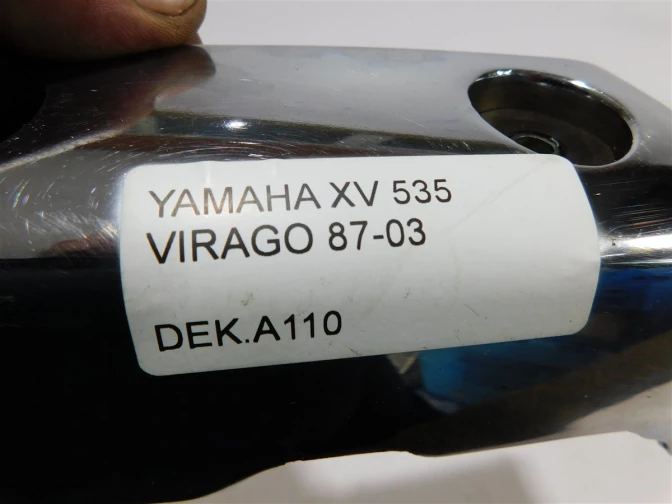 YAMAHA XV 535
VIRAGO 87-03
DEK.A110